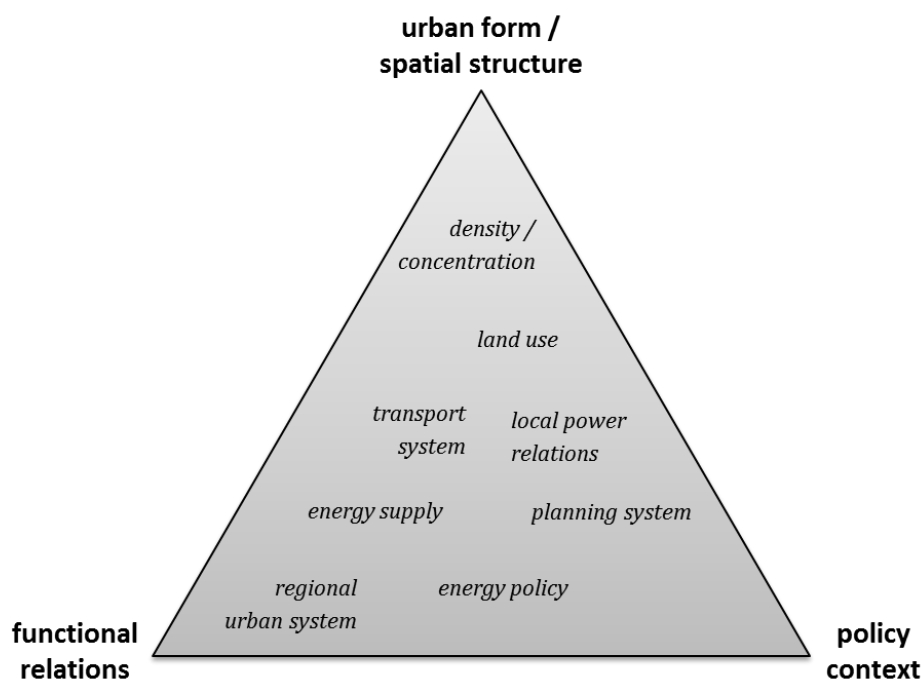 urban form /
spatial structure
density /
concentration
land use
transport
system
local power
relations
energy supply
planning system
regional
urban system
energy policy
functional
relations
policy
context